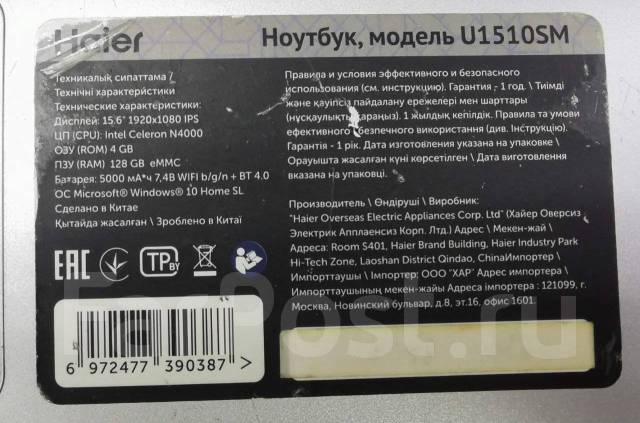 Haier
Ноутбук, модель U1510SM
Техникалық сипаттама /
Технічні характеристики
Технические характеристики:
Дисплей: 15.6" 1920x1080 IPS
ЦП (CPU): Intel Celeron N4000
ОЗУ (ROM) 4 GB
ПЗУ (RAM) 128 GB eMMC
Батарея: 5000 мА*ч 7,4В WIFI b/g/n + BT 4.0
ОС Microsoft® Windows® 10 Home SL
Сделано в Китае
Қытайда жасалған \ Зроблено в Китаї
EAC
TP BY
6 972477 390387 >
Правила и условия эффективного и безопасного
использования (см. инструкцию). Гарантия - 1 год. \ Тиімді
және қауіпсіз пайдалану ережелері мен шарттары
(нұсқаулықты қараңыз). 1 жылдық кепілдік. Правила та умови
ефективного і безпечного використання (див. Інструкцію).
Гарантія - 1 рік. Дата изготовления указана на упаковке \
Орауышта жасалған күні көрсетілген \ Дата виготовлення
вказана на упаковці.
Производитель \ Өндіруші \ Виробник:
"Haier Overseas Electric Appliances Corp. Ltd" (Хайер Оверсиз
Электрик Апплаенсиз Корп. Лтд.) Адрес \ Мекен-жай \
Адреса: Room S401, Haier Brand Building, Haier Industry Park
Hi-Tech Zone, Laoshan District Qindao, ChinaИмпортер \
Импорттаушы \ Імпортер: ООО "ХАР" Адрес импортера \
Импорттаушының мекен-жайы Адреса імпортера : 121099, г.
Москва, Новинский бульвар, д.8, эт.16, офис 1601.
FarPost.ru